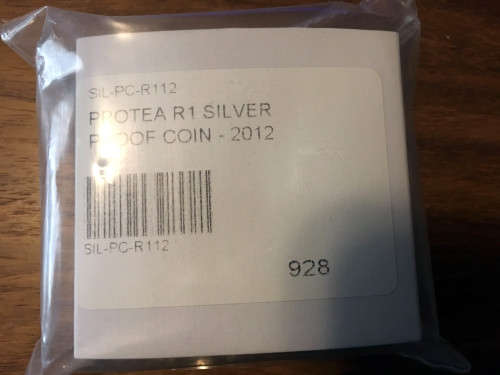 SIL-PC-R112
PROTEA R1 SILVER
PROOF COIN - 2012
SIL-PC-R112
928